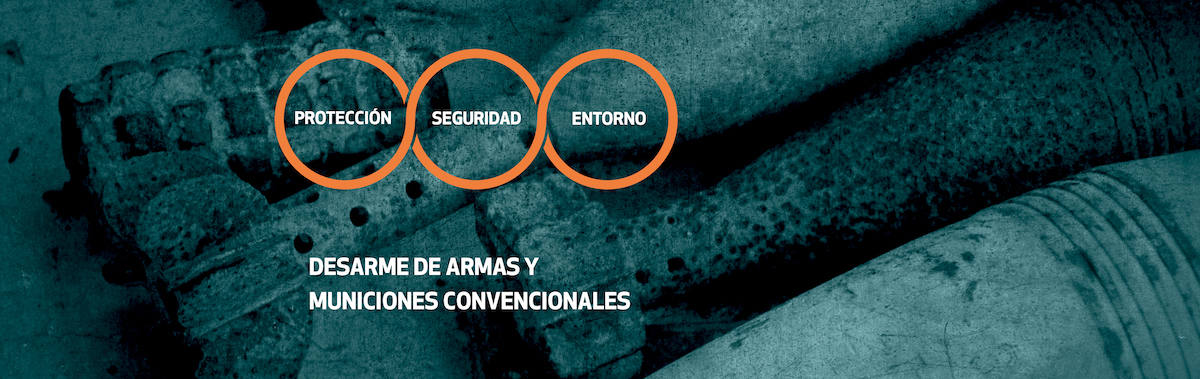 PROTECCIÓN
SEGURIDAD
ENTORNO
DESARME DE ARMAS Y
MUNICIONES CONVENCIONALES